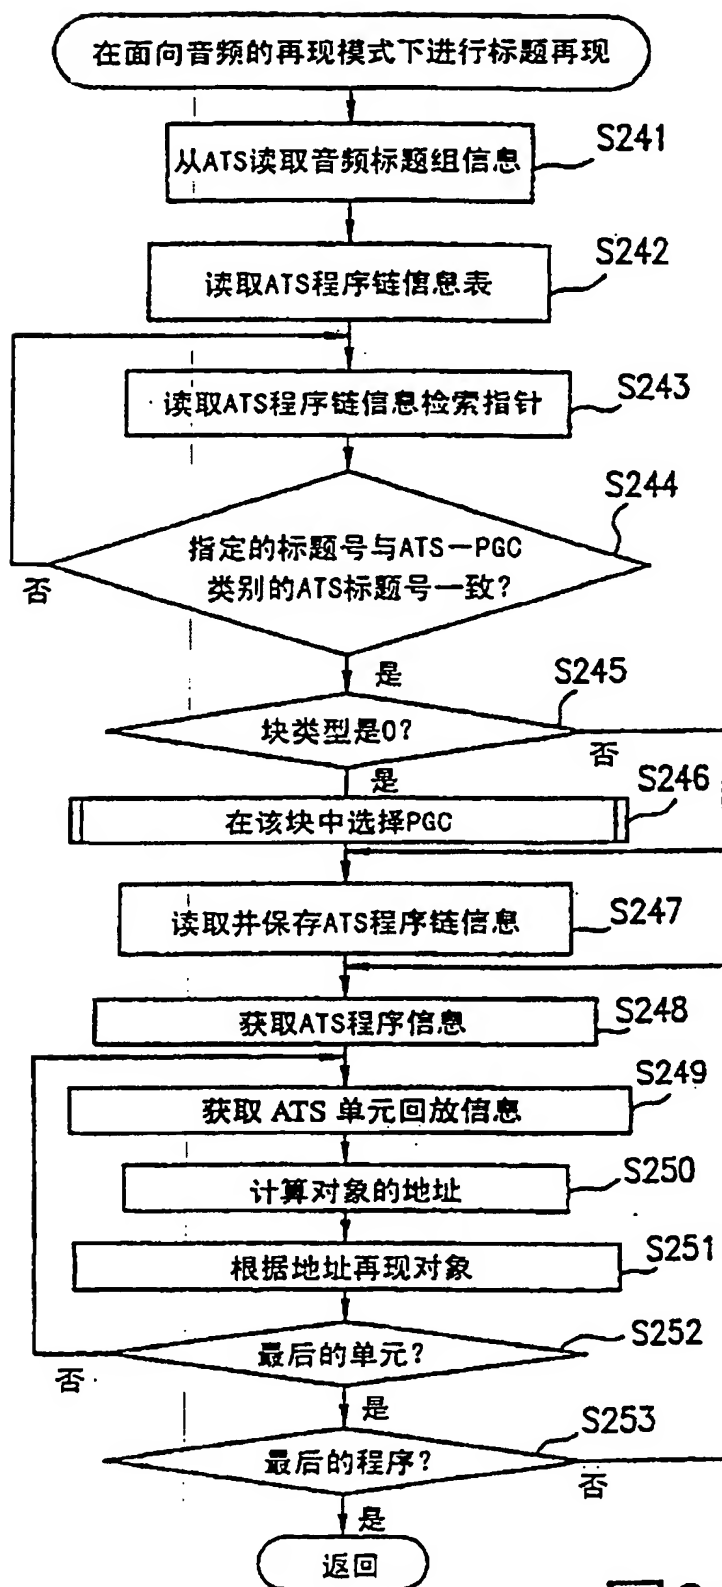 在面向音频的再现模式下进行标题再现
从ATS读取音频标题组信息
S241
读取ATS程序链信息表
S242
读取ATS程序链信息检索指针
S243
指定的标题号与ATS—PGC
类别的ATS标题号一致?
S244
否
是
块类型是0?
S245
否
是
在该块中选择PGC
S246
读取并保存ATS程序链信息
S247
获取ATS程序信息
S248
获取 ATS 单元回放信息
S249
计算对象的地址
S250
根据地址再现对象
S251
最后的单元?
S252
否
是
最后的程序?
S253
否
是
返回